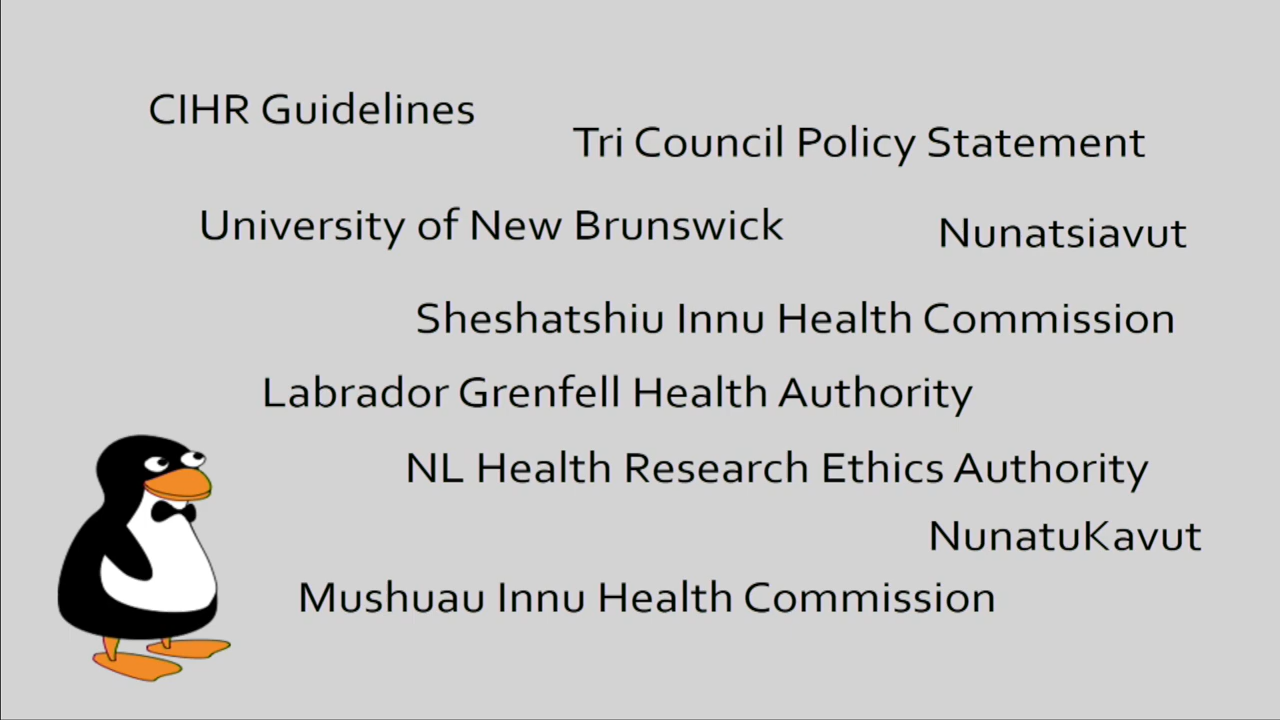 CIHR Guidelines
Tri Council Policy Statement
University of New Brunswick
Nunatsiavut
Sheshatshiu Innu Health Commission
Labrador Grenfell Health Authority
NL Health Research Ethics Authority
NunatuKavut
Mushuau Innu Health Commission